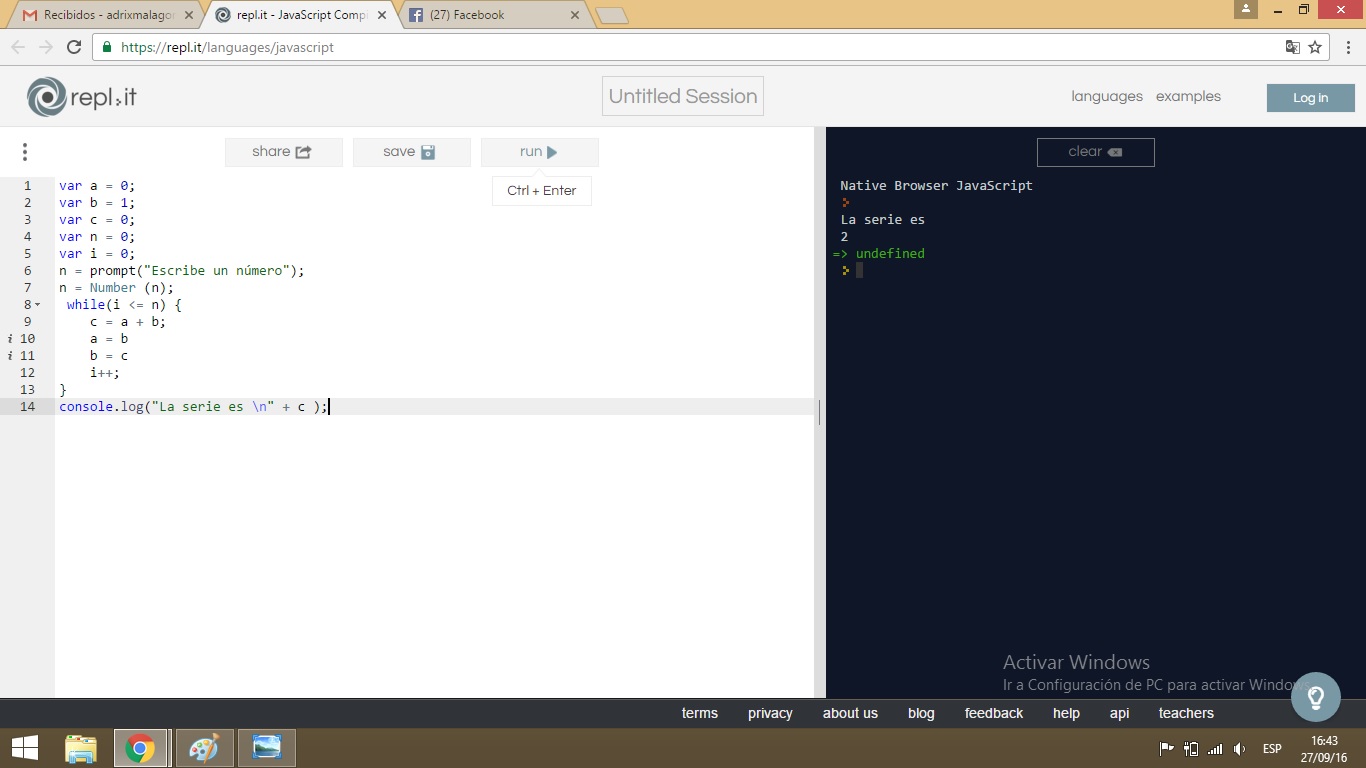 Recibidos - adrixmalagon
repl.it - JavaScript Compi
(27) Facebook
https://repl.it/languages/javascript
repl.it
Untitled Session
languages examples
Log in
share
save
run
Ctrl + Enter
clear
1 var a = 0;
2 var b = 1;
3 var c = 0;
4 var n = 0;
5 var i = 0;
6 n = prompt("Escribe un número");
7 n = Number (n);
8 while(i <= n) {
9 c = a + b;
i 10 a = b
i 11 b = c
12 i++;
13 }
14 console.log("La serie es \n" + c );
Native Browser JavaScript
La serie es
2
=> undefined
Activar Windows
Ir a Configuración de PC para activar Windows.
terms privacy about us blog feedback help api teachers
ESP
16:43
27/09/16